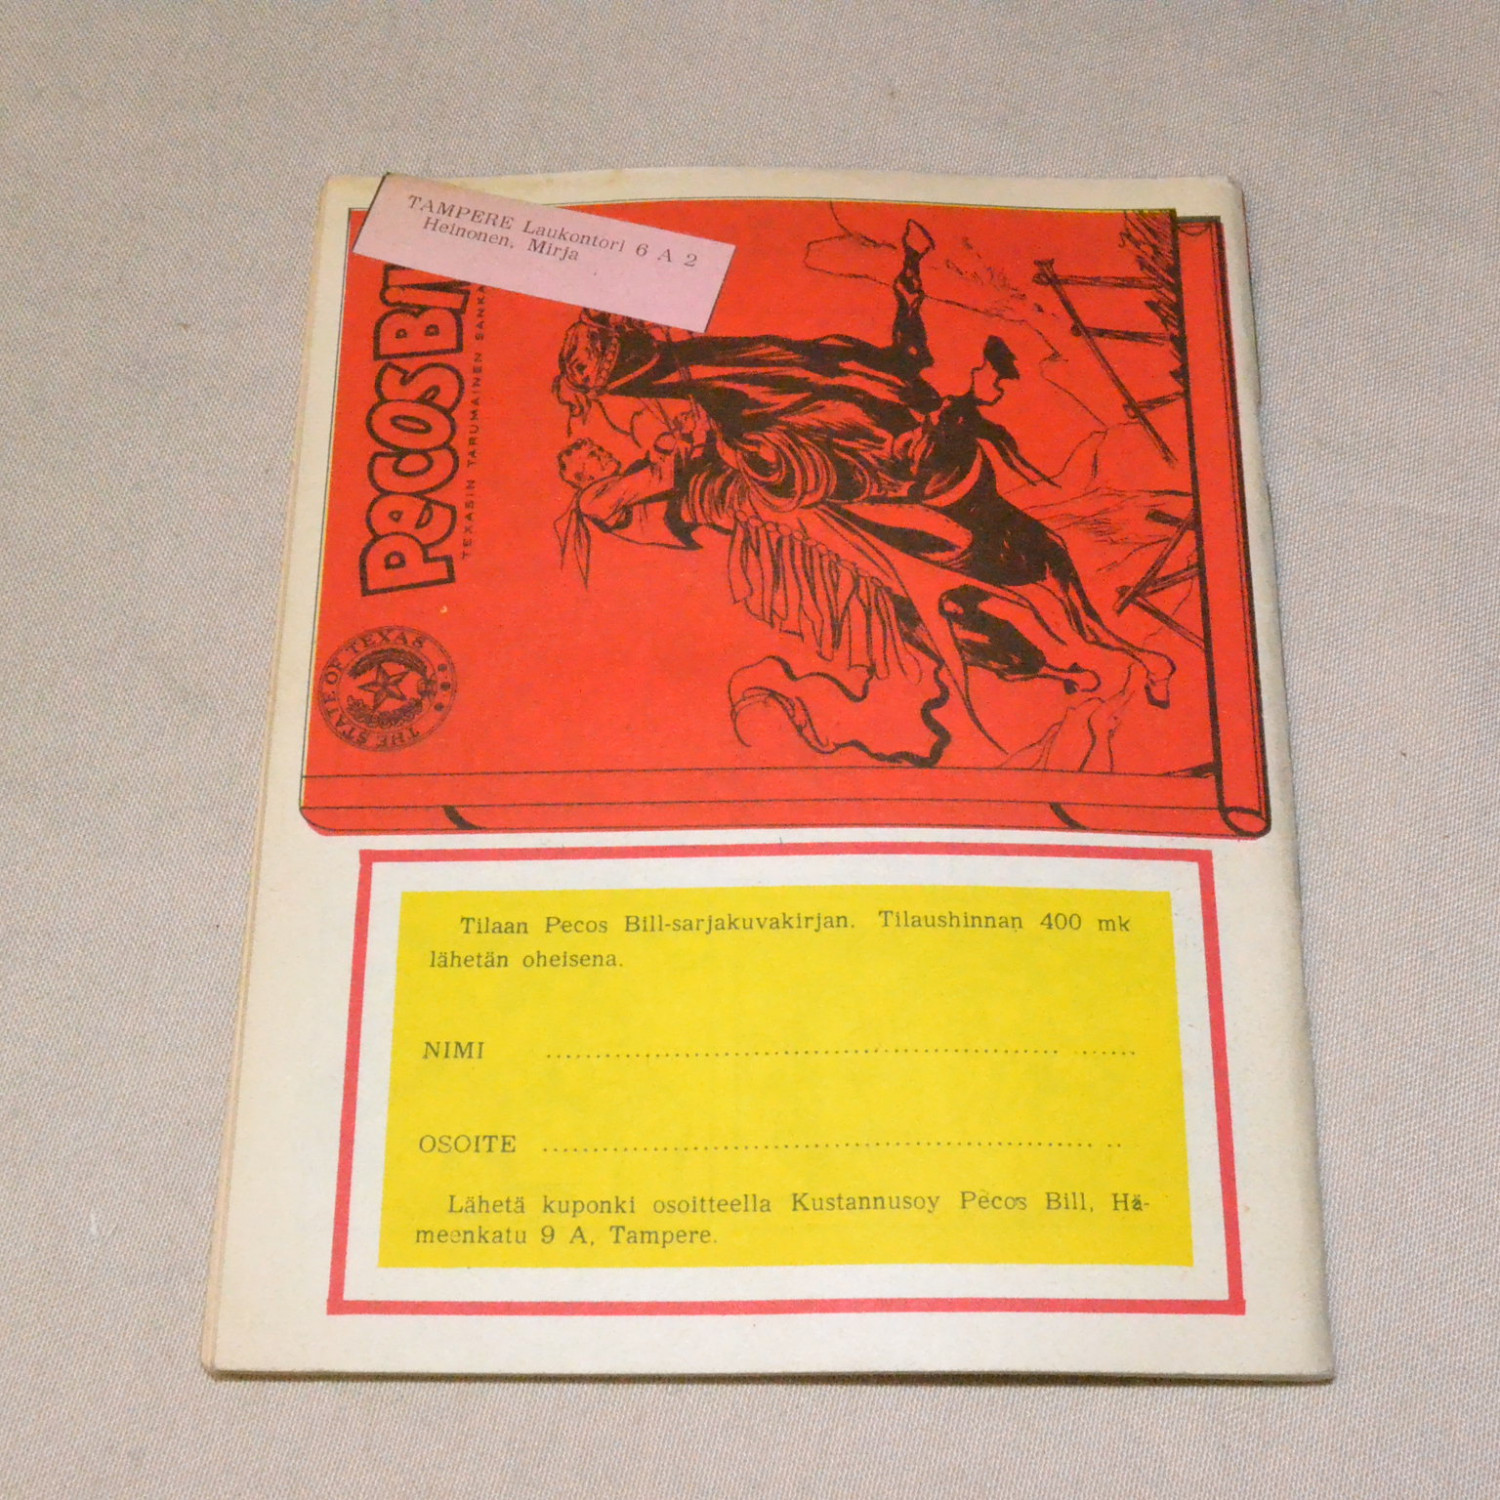 TAMPERE Laukontori 6 A 2
Heinonen, Mirja
PECOS BI
TEXASIN TARUMAINEN SANKA
THE STATE OF TEXAS
Tilaan Pecos Bill-sarjakuvakirjan. Tilaushinnan 400 mk
lähetän oheisena.
NIMI
OSOITE
Lähetä kuponki osoitteella Kustannusoy Pecos Bill, Hä-
meenkatu 9 A, Tampere.